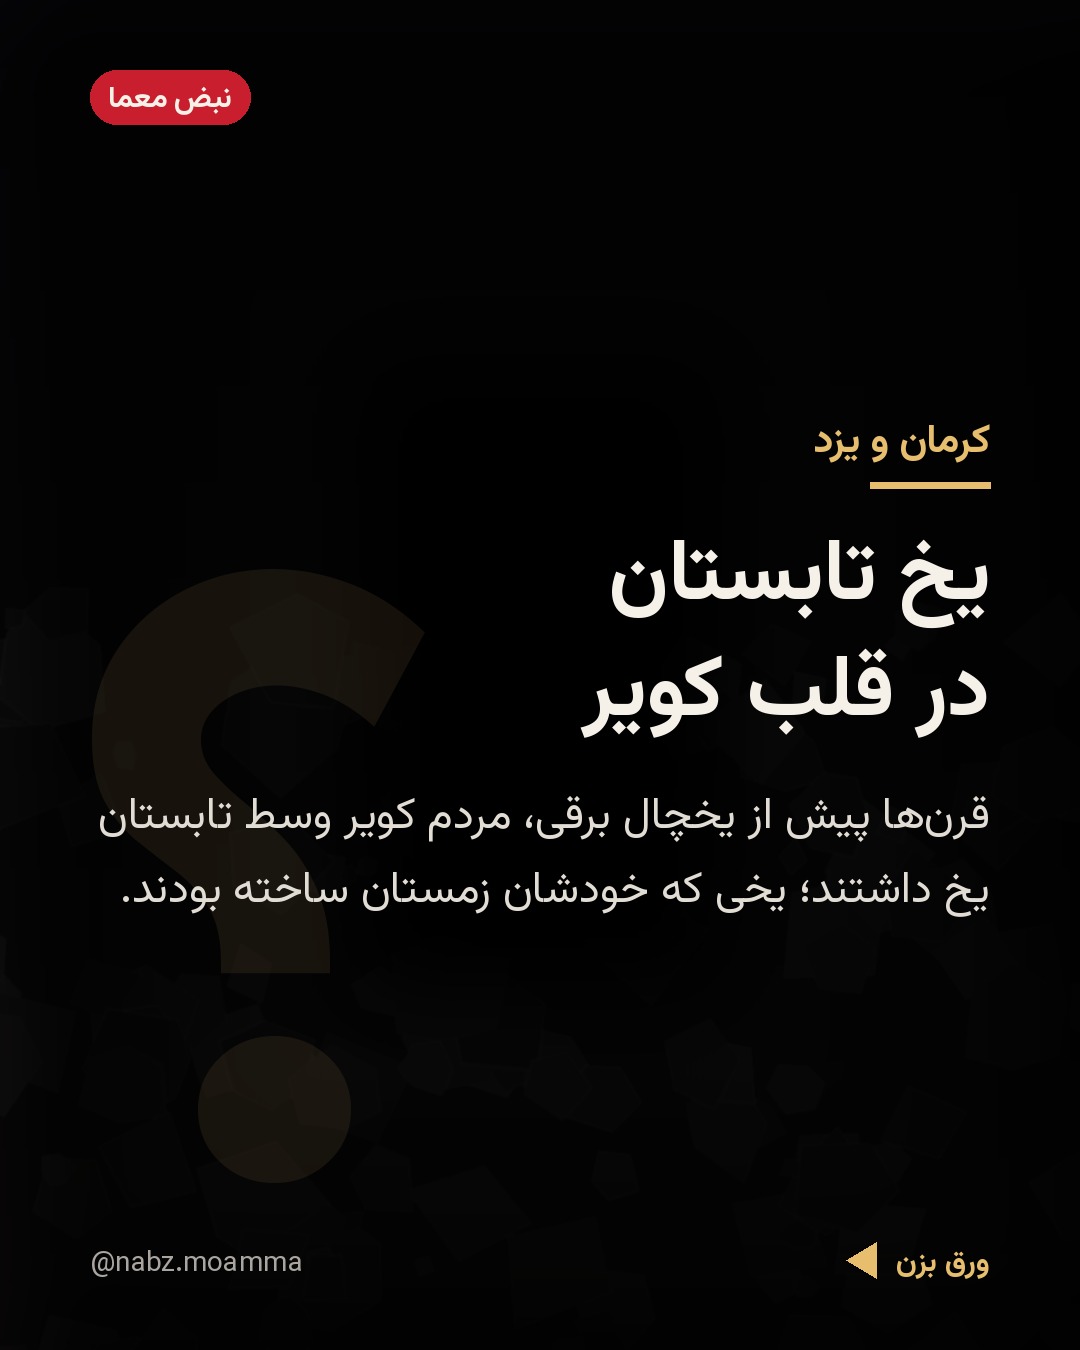 نبض معما
کرمان و یزد
یخ تابستان
در قلب کویر
قرن‌ها پیش از یخچال برقی، مردم کویر وسط تابستان
یخ داشتند؛ یخی که خودشان زمستان ساخته بودند.
؟
ورق بزن
@nabz.moamma